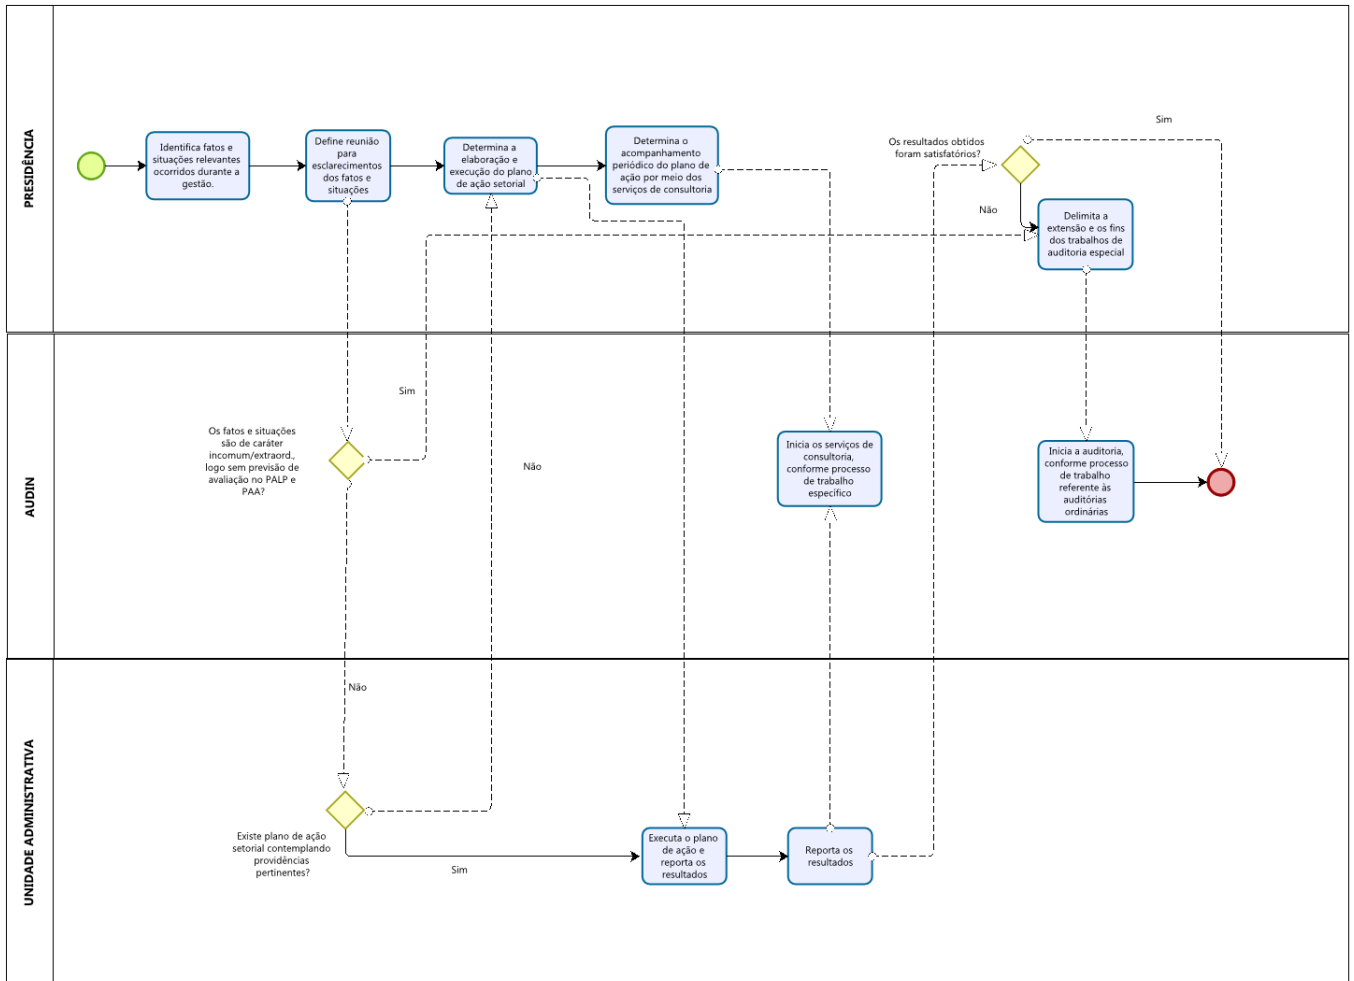 PRESIDÊNCIA
Identifica fatos e
situações relevantes
ocorridos durante a
gestão.
Define reunião
para
esclarecimentos
dos fatos e
situações
Determina a
elaboração e
execução do plano
de ação setorial
Determina o
acompanhamento
periódico do plano de
ação por meio dos
serviços de consultoria
Os resultados obtidos
foram satisfatórios?
Sim
Não
Delimita a
extensão e os fins
dos trabalhos de
auditoria especial
AUDIN
Sim
Os fatos e situações
são de caráter
incomum/extraord.,
logo sem previsão de
avaliação no PALP e
PAA?
Não
Inicia os serviços de
consultoria,
conforme processo
de trabalho
específico
Inicia a auditoria,
conforme processo
de trabalho
referente às
auditórias
ordinárias
UNIDADE ADMINISTRATIVA
Não
Existe plano de ação
setorial contemplando
providências
pertinentes?
Sim
Executa o plano
de ação e
reporta os
resultados
Reporta os
resultados